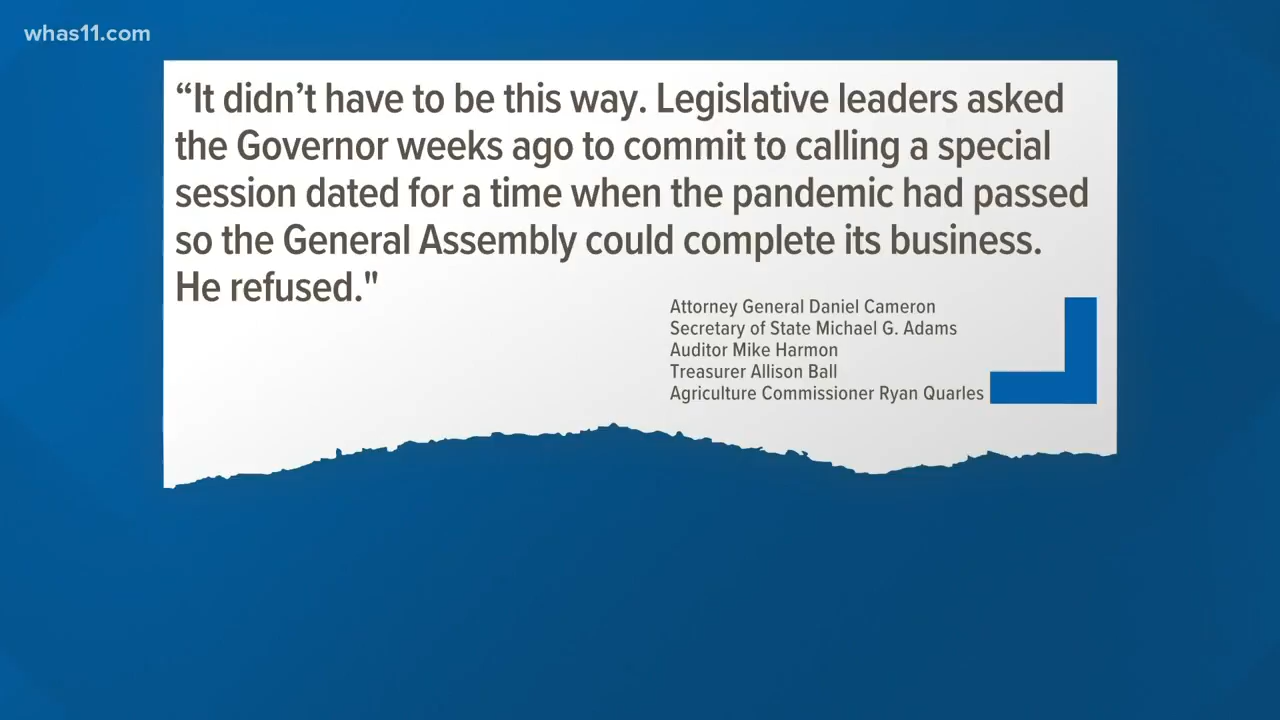 whas11.com
“It didn’t have to be this way. Legislative leaders asked
the Governor weeks ago to commit to calling a special
session dated for a time when the pandemic had passed
so the General Assembly could complete its business.
He refused."
Attorney General Daniel Cameron
Secretary of State Michael G. Adams
Auditor Mike Harmon
Treasurer Allison Ball
Agriculture Commissioner Ryan Quarles